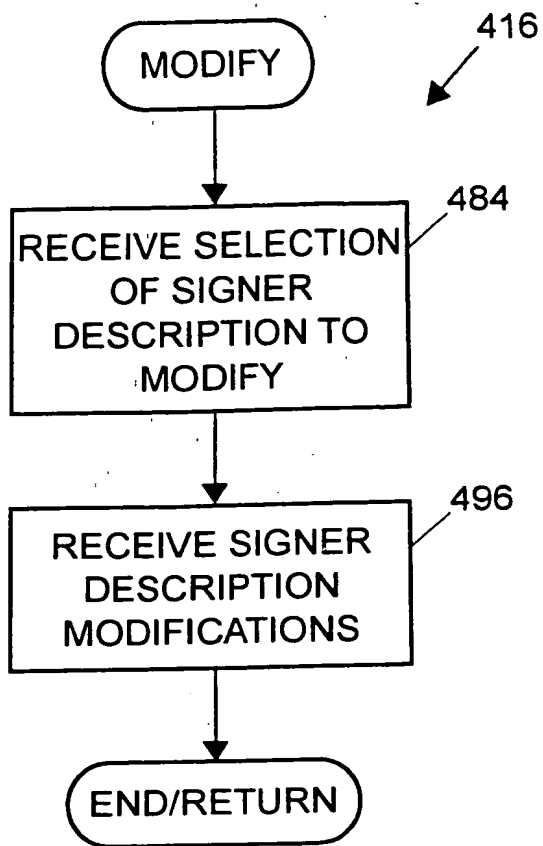 MODIFY
416
484
RECEIVE SELECTION
OF SIGNER
DESCRIPTION TO
MODIFY
496
RECEIVE SIGNER
DESCRIPTION
MODIFICATIONS
END/RETURN